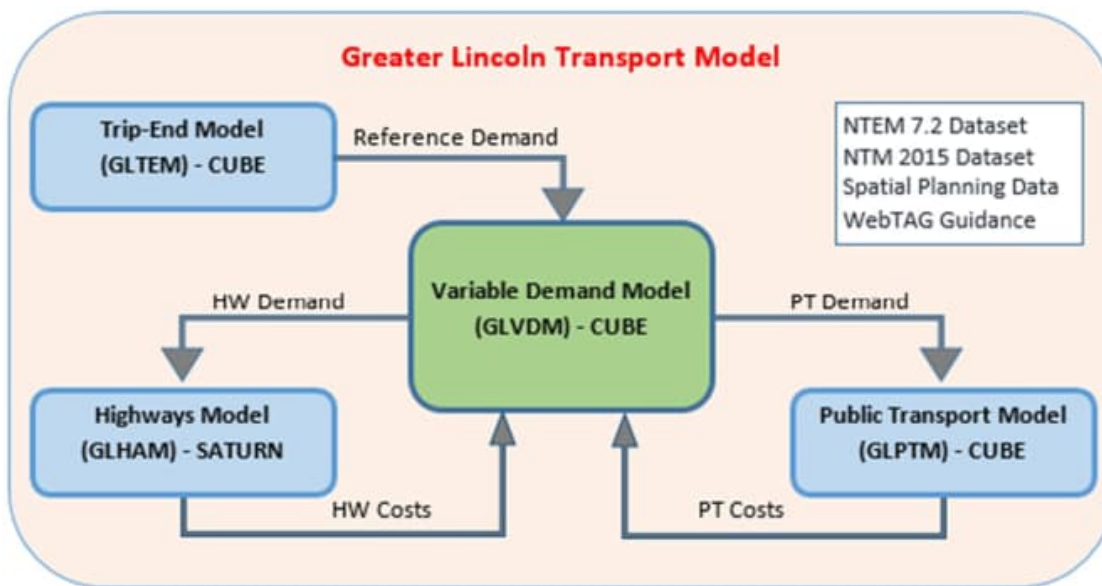 Greater Lincoln Transport Model
Trip-End Model
(GLTEM) - CUBE
Reference Demand
NTEM 7.2 Dataset
NTM 2015 Dataset
Spatial Planning Data
WebTAG Guidance
HW Demand
Variable Demand Model
(GLVDM) - CUBE
PT Demand
Highways Model
(GLHAM) - SATURN
Public Transport Model
(GLPTM) - CUBE
HW Costs
PT Costs